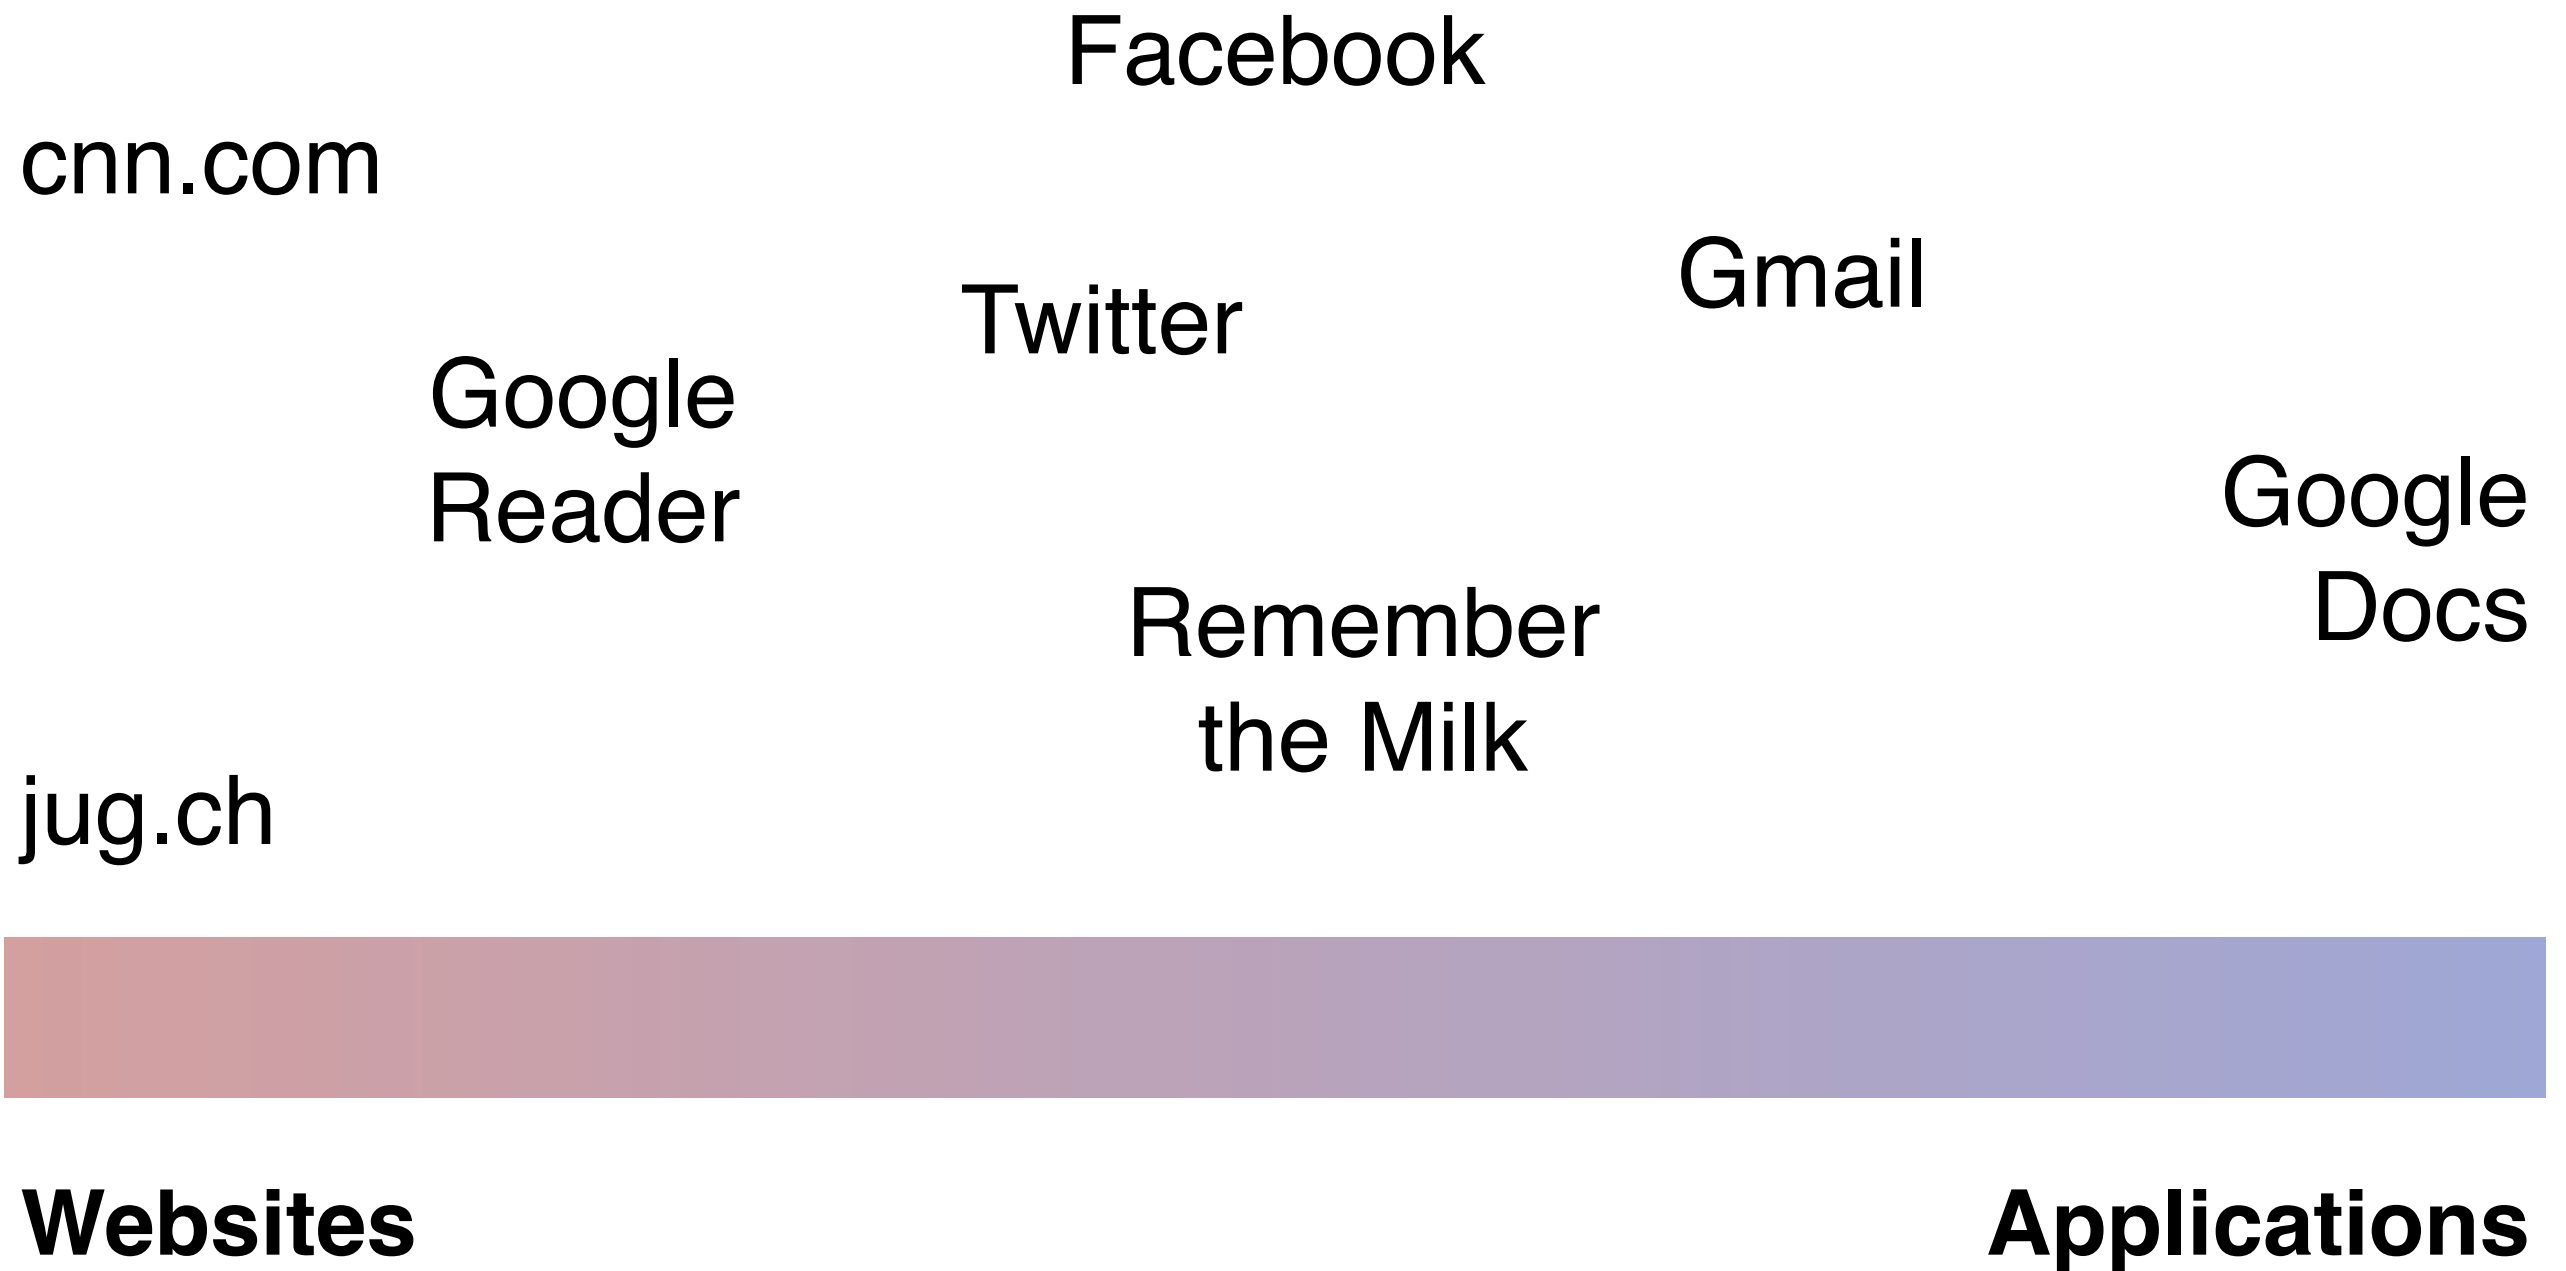 Facebook
cnn.com
Gmail
Twitter
Google
Reader
Google
Docs
Remember
the Milk
jug.ch
Websites
Applications